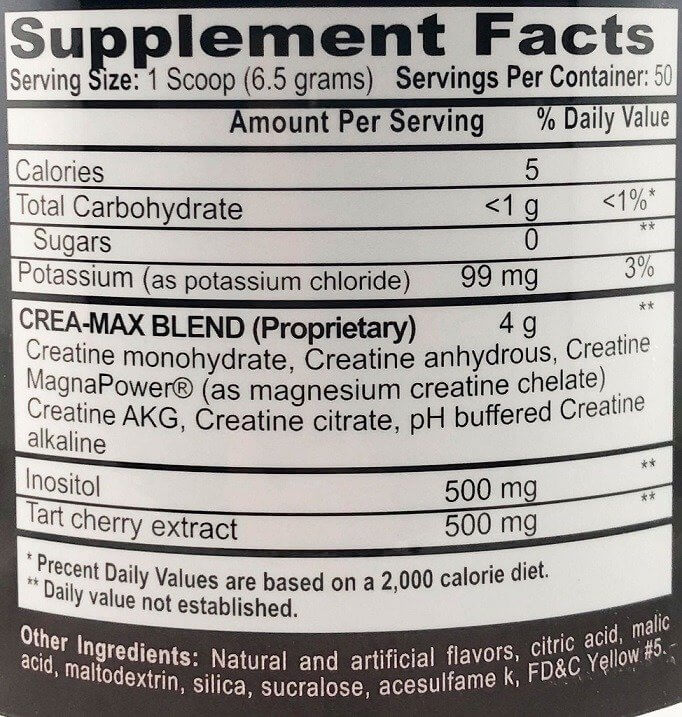 Supplement Facts
Serving Size: 1 Scoop (6.5 grams) Servings Per Container: 50
Amount Per Serving % Daily Value
Calories 5
Total Carbohydrate <1 g <1%*
Sugars 0 **
Potassium (as potassium chloride) 99 mg 3%
CREA-MAX BLEND (Proprietary) 4 g **
Creatine monohydrate, Creatine anhydrous, Creatine
MagnaPower® (as magnesium creatine chelate)
Creatine AKG, Creatine citrate, pH buffered Creatine
alkaline
Inositol 500 mg **
Tart cherry extract 500 mg **
* Precent Daily Values are based on a 2,000 calorie diet.
** Daily value not established.
Other Ingredients: Natural and artificial flavors, citric acid, malic
acid, maltodextrin, silica, sucralose, acesulfame k, FD&C Yellow #5.